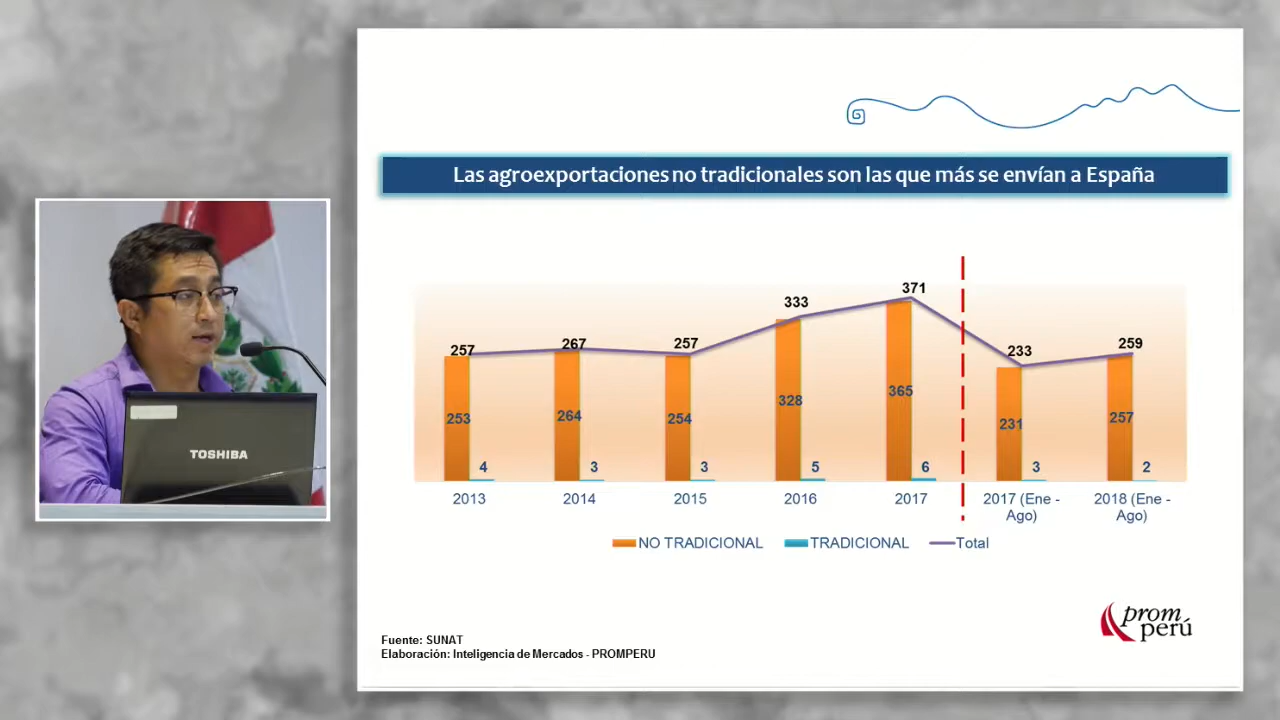 Las agroexportaciones no tradicionales son las que más se envían a España
257
267
257
333
371
233
259
253
264
254
328
365
231
257
4
3
3
5
6
3
2
2013
2014
2015
2016
2017
2017 (Ene -
Ago)
2018 (Ene -
Ago)
NO TRADICIONAL
TRADICIONAL
Total
TOSHIBA
prom
perú
Fuente: SUNAT
Elaboración: Inteligencia de Mercados - PROMPERU